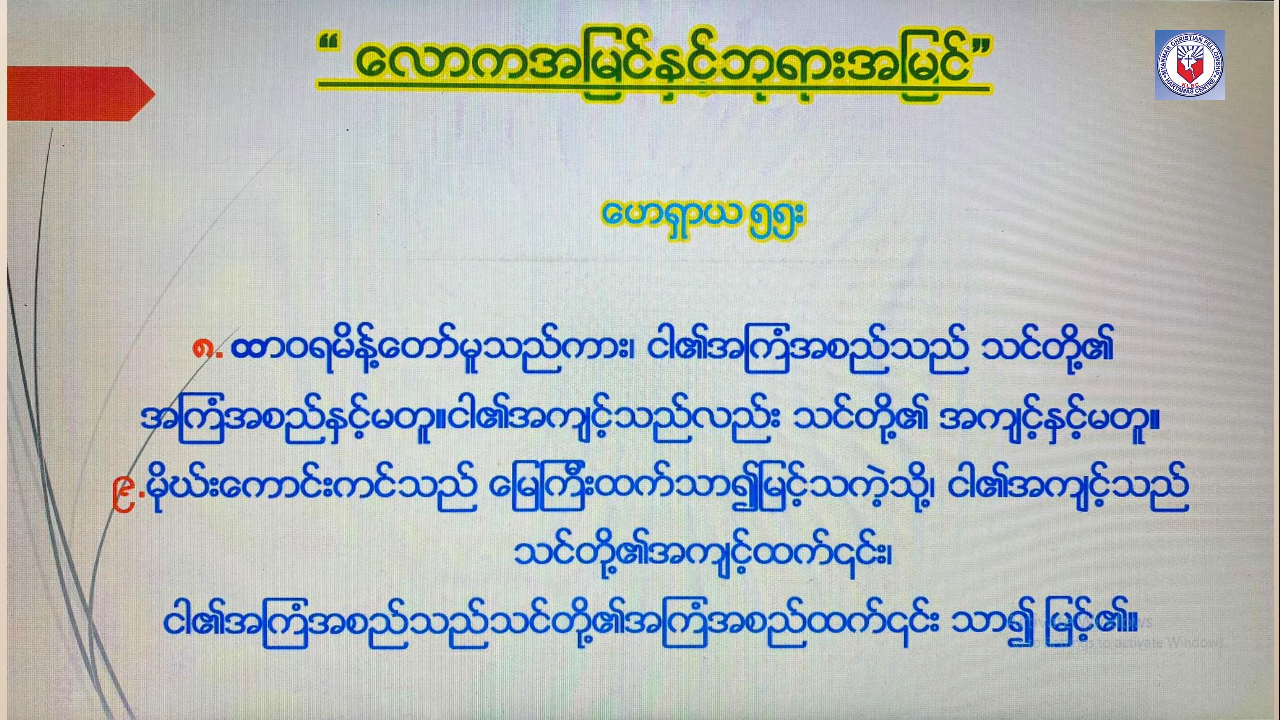 “ လောကအမြင်နှင့်ဘုရားအမြင်”
ဟေရှာယ ၅၅း
၈. ထာဝရမိန့်တော်မူသည်ကား၊ ငါ၏အကြံအစည်သည် သင်တို့၏
အကြံအစည်နှင့်မတူ။ငါ၏အကျင့်သည်လည်း သင်တို့၏ အကျင့်နှင့်မတူ။
၉.မိုဃ်းကောင်းကင်သည် မြေကြီးထက်သာ၍မြင့်သကဲ့သို့၊ ငါ၏အကျင့်သည်
သင်တို့၏အကျင့်ထက်၎င်း၊
ငါ၏အကြံအစည်သည်သင်တို့၏အကြံအစည်ထက်၎င်း သာ၍ မြင့်၏။
to activate Windows.